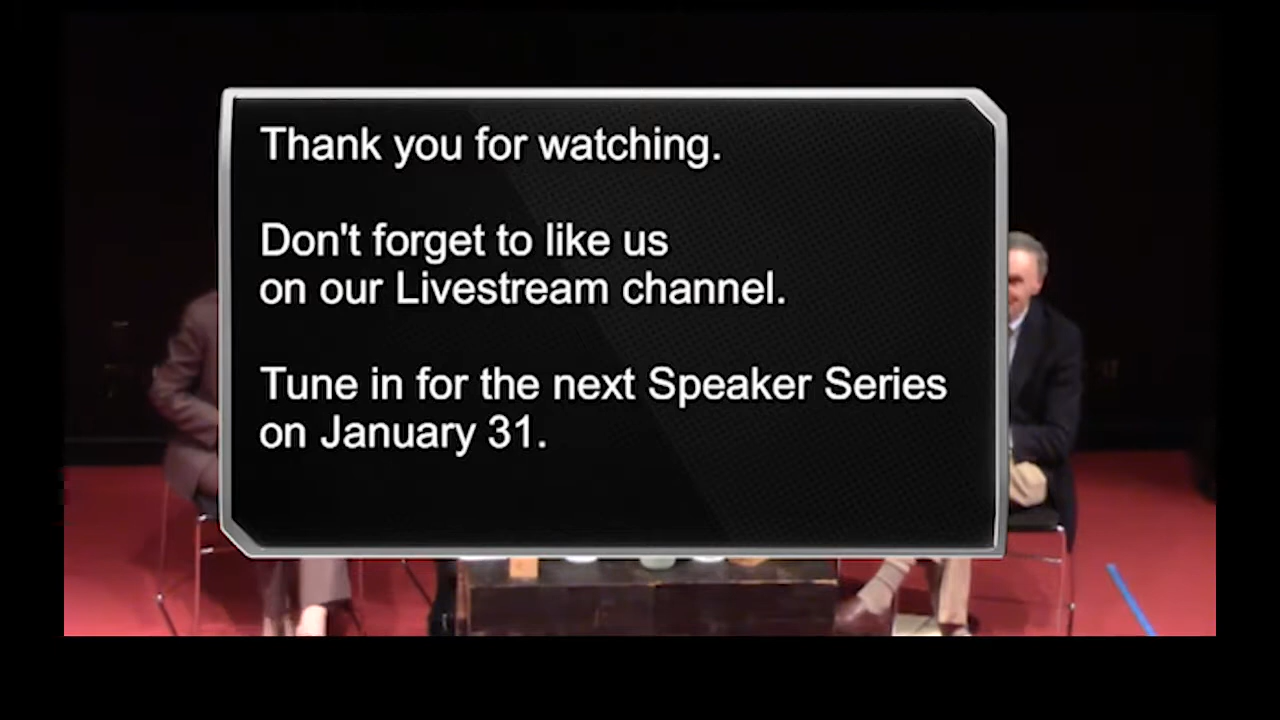 Thank you for watching.
Don't forget to like us
on our Livestream channel.
Tune in for the next Speaker Series
on January 31.